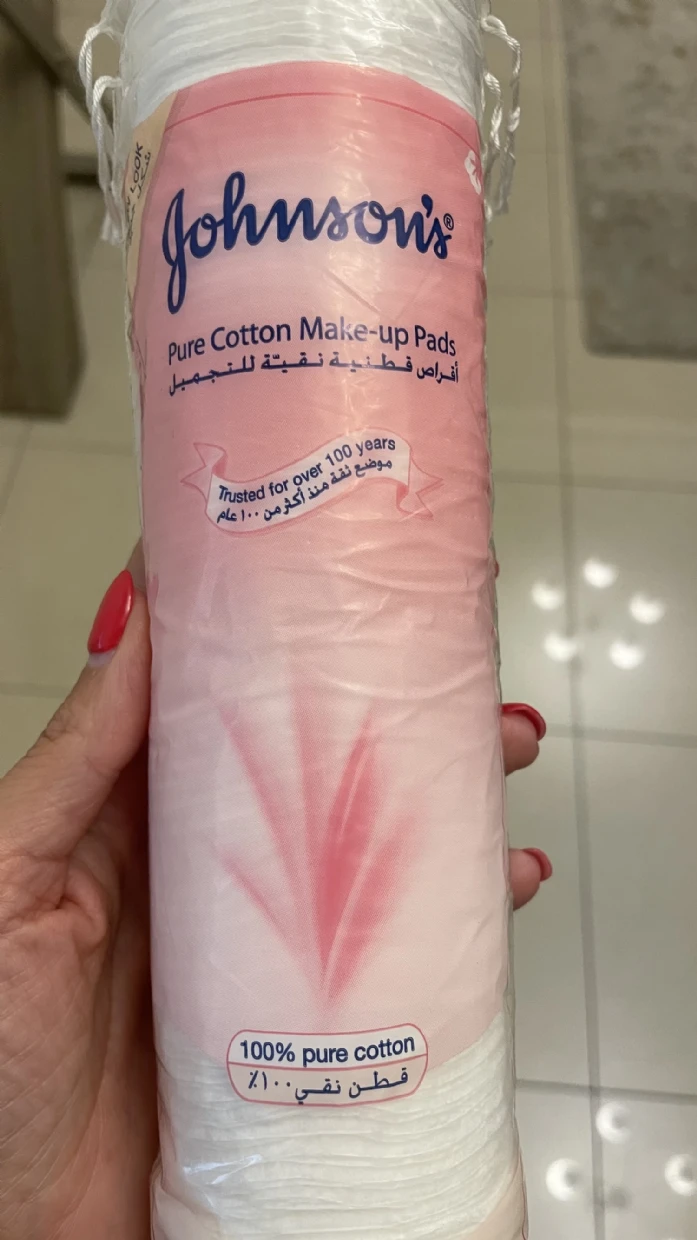 LOOK
Johnson's®
Pure Cotton Make-up Pads
أقراص قطنية نقيّة للتجميل
Trusted for over 100 years
موضع ثقة منذ أكثر من ١٠٠ عام
100% pure cotton
قطن نقي ١٠٠٪